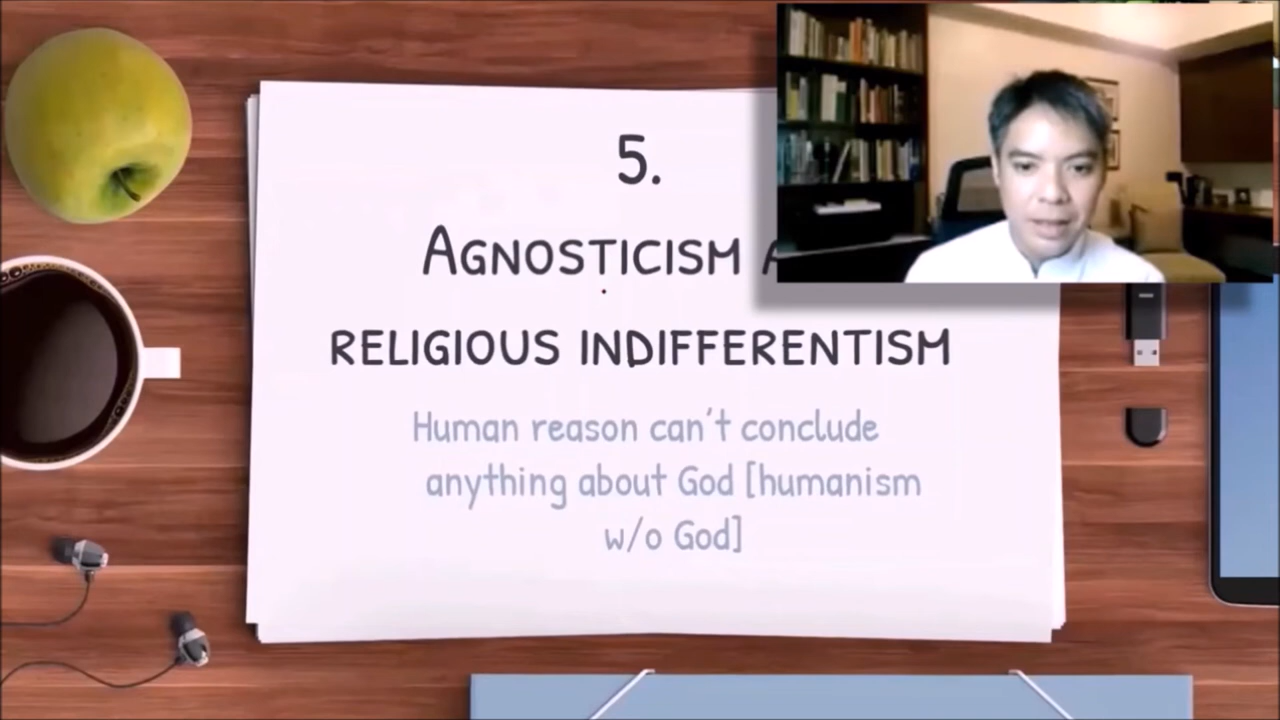 5.
AGNOSTICISM
RELIGIOUS INDIFFERENTISM
Human reason can't conclude
anything about God [humanism
w/o God]